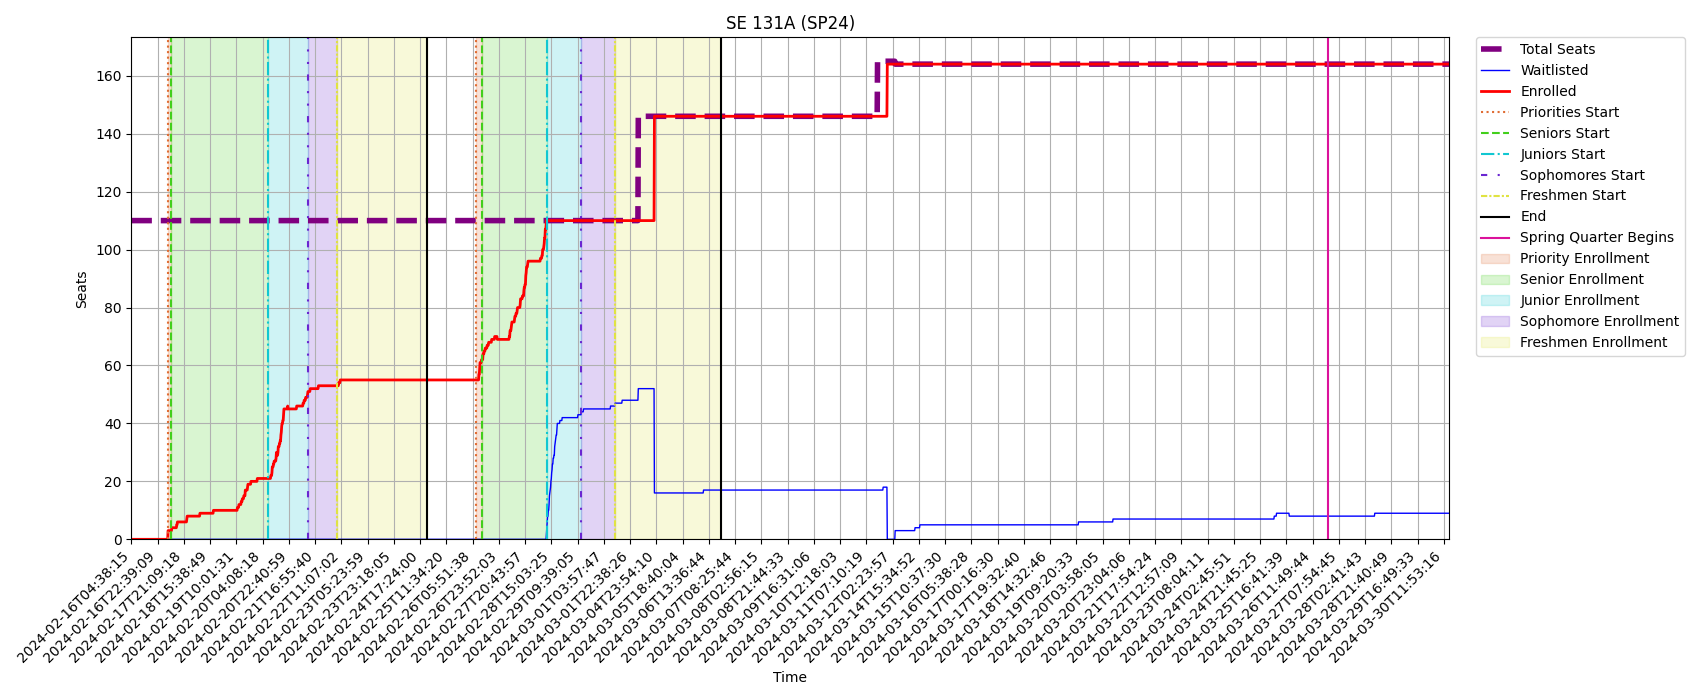 SE 131A (SP24)
Seats
160
140
120
100
80
60
40
20
0
2024-02-16T04:38:15
2024-02-16T22:39:09
2024-02-17T21:09:18
2024-02-18T15:38:49
2024-02-19T10:01:31
2024-02-20T04:08:18
2024-02-20T22:40:59
2024-02-21T16:55:40
2024-02-22T11:07:02
2024-02-23T05:23:59
2024-02-23T23:18:05
2024-02-24T17:24:00
2024-02-25T11:34:20
2024-02-26T05:51:38
2024-02-26T23:52:03
2024-02-27T20:43:57
2024-02-28T15:03:25
2024-02-29T09:39:05
2024-03-01T03:57:47
2024-03-01T22:38:26
2024-03-04T23:54:10
2024-03-05T18:40:04
2024-03-06T13:36:44
2024-03-07T08:25:44
2024-03-08T02:56:15
2024-03-08T21:44:33
2024-03-09T16:31:06
2024-03-10T12:18:03
2024-03-11T07:10:19
2024-03-12T02:23:57
2024-03-14T15:34:52
2024-03-15T10:37:30
2024-03-16T05:38:28
2024-03-17T00:16:30
2024-03-17T19:32:40
2024-03-18T14:32:46
2024-03-19T09:20:33
2024-03-20T03:58:05
2024-03-20T23:04:06
2024-03-21T17:54:24
2024-03-22T12:57:09
2024-03-23T08:04:11
2024-03-24T02:45:51
2024-03-24T21:45:25
2024-03-25T16:41:39
2024-03-26T11:49:44
2024-03-27T07:54:45
2024-03-28T02:41:43
2024-03-28T21:40:49
2024-03-29T16:49:33
2024-03-30T11:53:16
Time
Total Seats
Waitlisted
Enrolled
Priorities Start
Seniors Start
Juniors Start
Sophomores Start
Freshmen Start
End
Spring Quarter Begins
Priority Enrollment
Senior Enrollment
Junior Enrollment
Sophomore Enrollment
Freshmen Enrollment